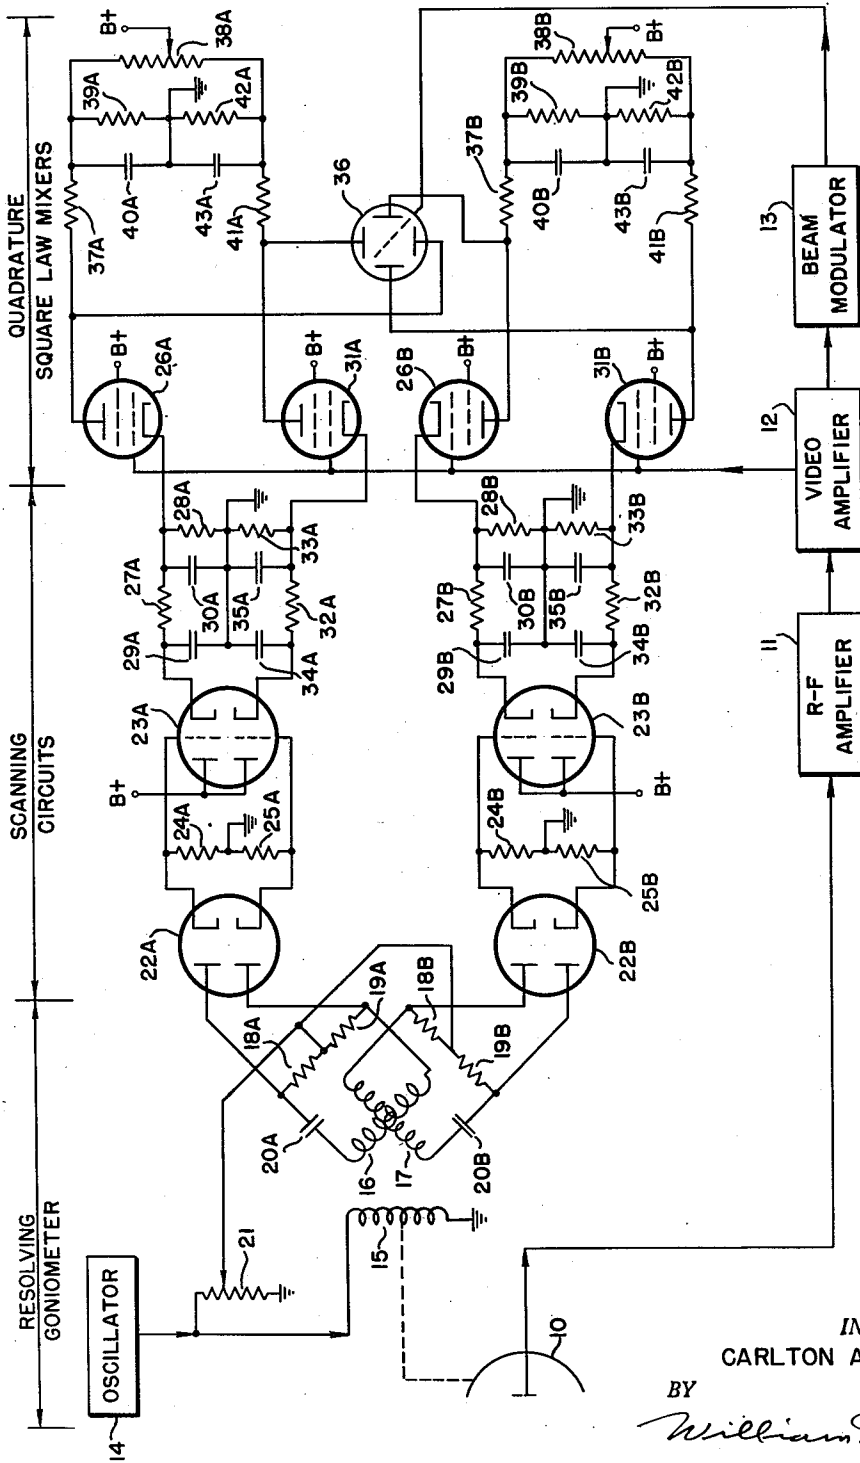 RESOLVING
GONIOMETER
SCANNING
CIRCUITS
QUADRATURE
SQUARE LAW MIXERS
OSCILLATOR
14
21
15
10
16
17
20A
20B
18A
19A
18B
19B
22A
22B
24A
25A
24B
25B
B+
B+
23A
23B
29A
27A
30A
28A
34A
35A
32A
33A
29B
27B
30B
28B
34B
35B
32B
33B
26A
B+
31A
B+
26B
B+
31B
B+
36
37A
40A
39A
38A
B+
43A
41A
42A
37B
40B
39B
38B
B+
43B
41B
42B
11
R-F
AMPLIFIER
12
VIDEO
AMPLIFIER
13
BEAM
MODULATOR
CARLTON A
BY
William